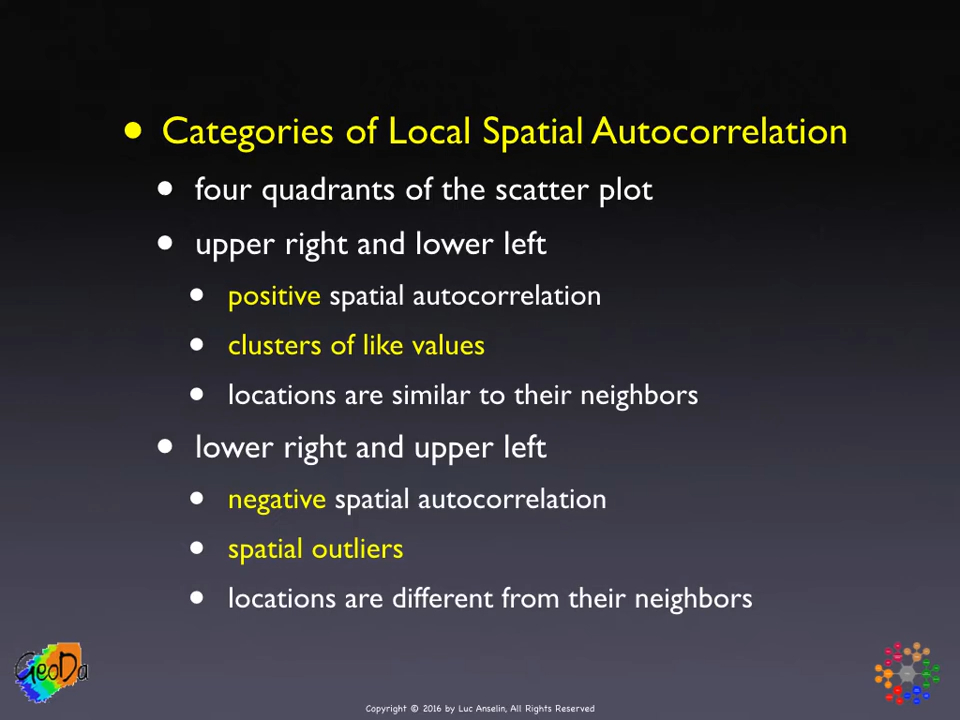 • Categories of Local Spatial Autocorrelation
• four quadrants of the scatter plot
• upper right and lower left
• positive spatial autocorrelation
• clusters of like values
• locations are similar to their neighbors
• lower right and upper left
• negative spatial autocorrelation
• spatial outliers
• locations are different from their neighbors
GeoDa
Copyright © 2016 by Luc Anselin, All Rights Reserved